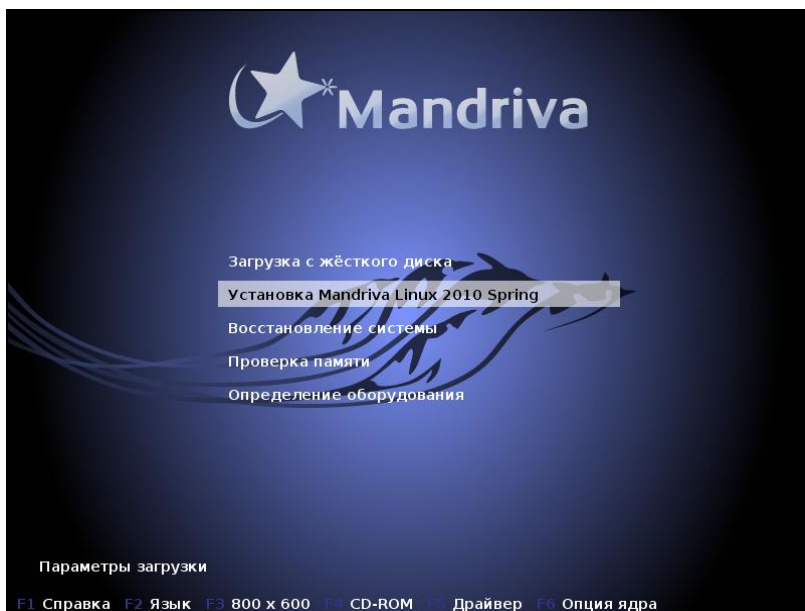 Mandriva
Загрузка с жёсткого диска
Установка Mandriva Linux 2010 Spring
Восстановление системы
Проверка памяти
Определение оборудования
Параметры загрузки
F1 Справка F2 Язык F3 800 x 600 F4 CD-ROM F5 Драйвер F6 Опция ядра